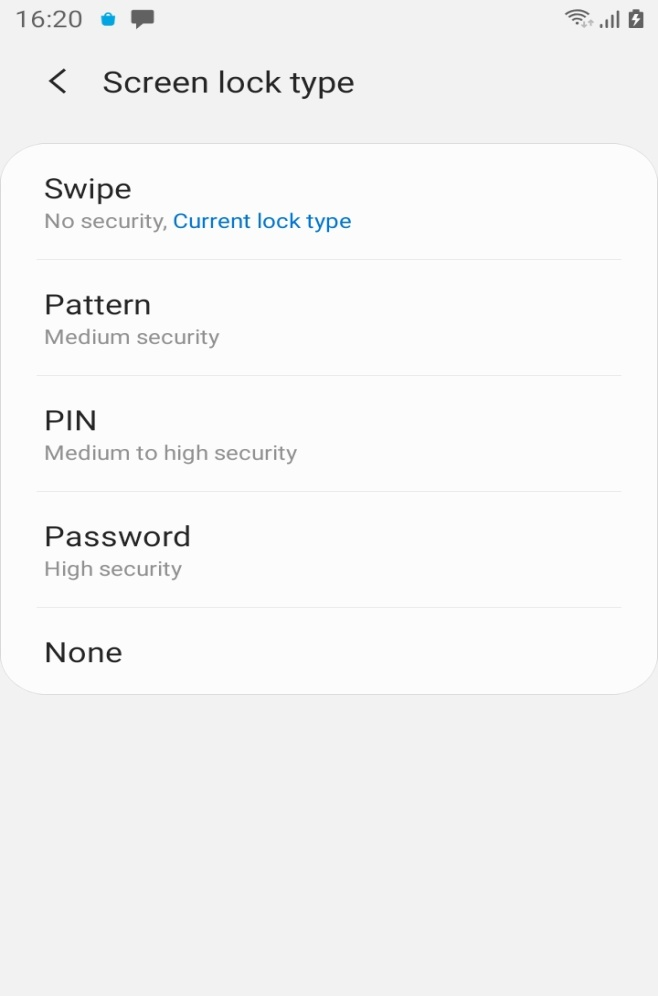 16:20
Screen lock type
Swipe
No security, Current lock type
Pattern
Medium security
PIN
Medium to high security
Password
High security
None